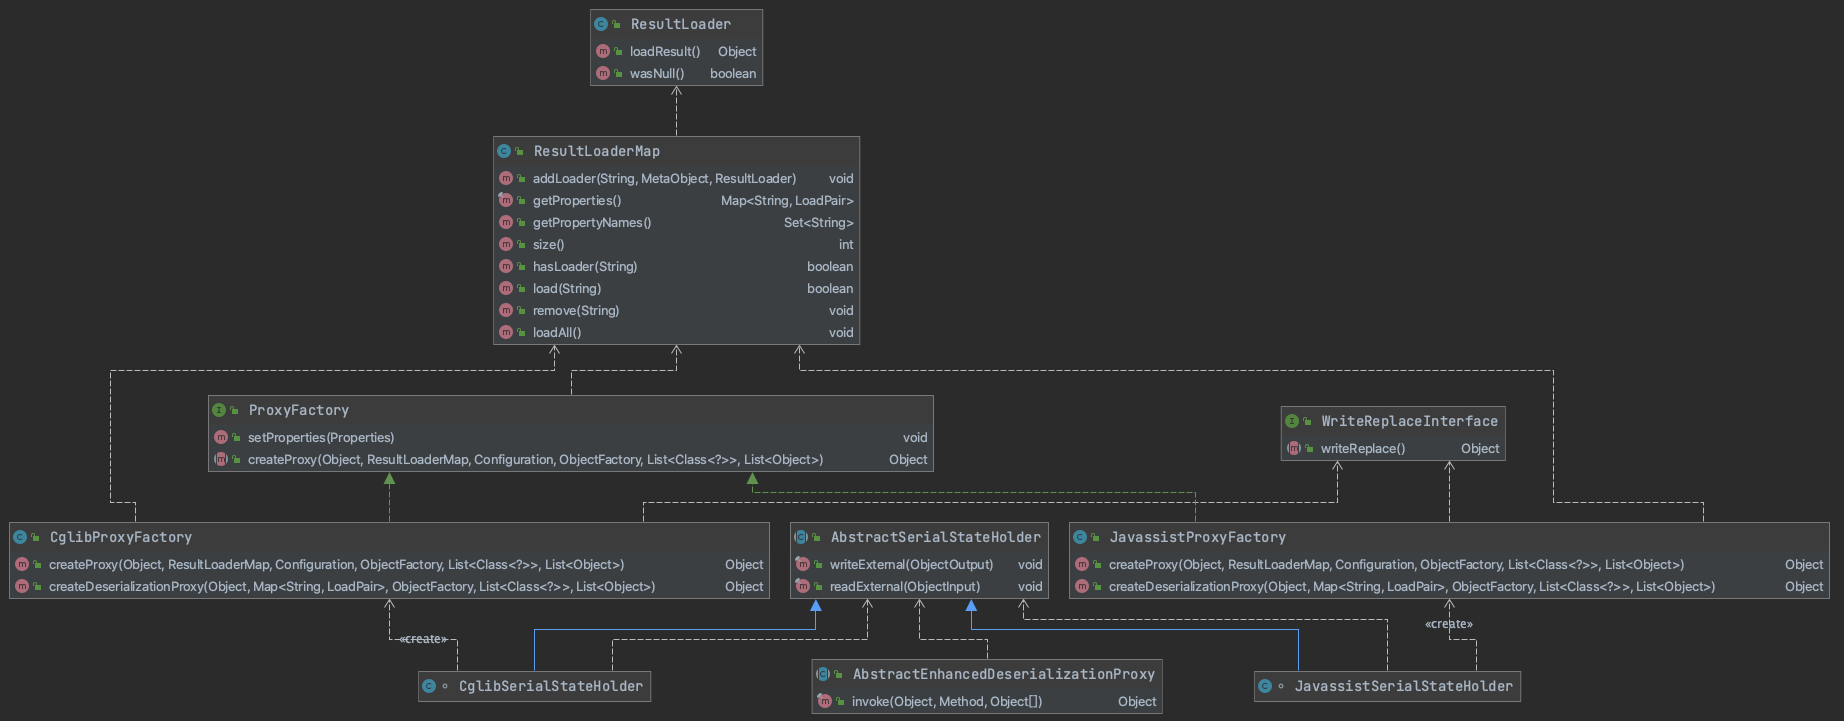 ResultLoader
loadResult() Object
wasNull() boolean
ResultLoaderMap
addLoader(String, MetaObject, ResultLoader) void
getProperties() Map<String, LoadPair>
getPropertyNames() Set<String>
size() int
hasLoader(String) boolean
load(String) boolean
remove(String) void
loadAll() void
ProxyFactory
setProperties(Properties) void
createProxy(Object, ResultLoaderMap, Configuration, ObjectFactory, List<Class<?>>, List<Object>) Object
WriteReplaceInterface
writeReplace() Object
CglibProxyFactory
createProxy(Object, ResultLoaderMap, Configuration, ObjectFactory, List<Class<?>>, List<Object>) Object
createDeserializationProxy(Object, Map<String, LoadPair>, ObjectFactory, List<Class<?>>, List<Object>) Object
AbstractSerialStateHolder
writeExternal(ObjectOutput) void
readExternal(ObjectInput) void
JavassistProxyFactory
createProxy(Object, ResultLoaderMap, Configuration, ObjectFactory, List<Class<?>>, List<Object>) Object
createDeserializationProxy(Object, Map<String, LoadPair>, ObjectFactory, List<Class<?>>, List<Object>) Object
«create»
«create»
CglibSerialStateHolder
AbstractEnhancedDeserializationProxy
invoke(Object, Method, Object[]) Object
JavassistSerialStateHolder